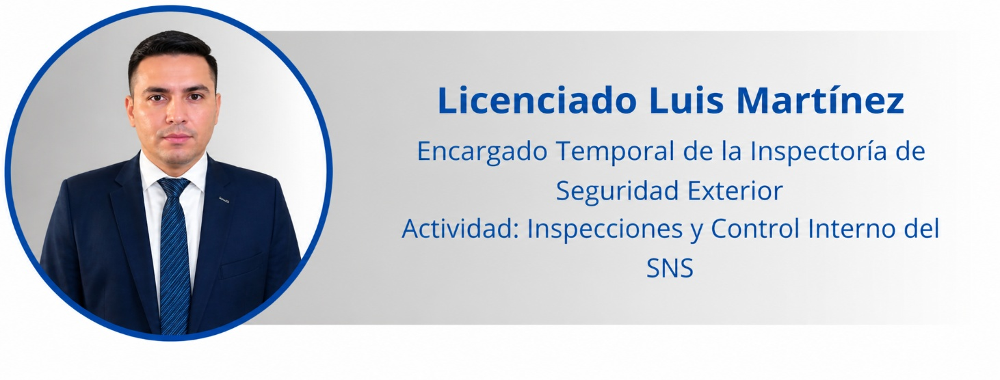 Licenciado Luis Martínez
Encargado Temporal de la Inspectoría de
Seguridad Exterior
Actividad: Inspecciones y Control Interno del
SNS